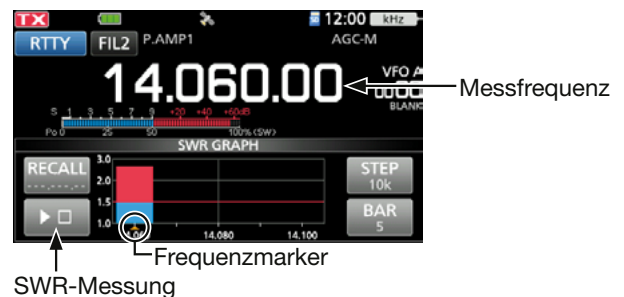 TX 12:00 kHz
RTTY FIL2 P.AMP1 AGC-M
14.060.00 VFO A
Messfrequenz
BLANK
S 1 3 5 7 9 +20 +40 +60dB
Po 0 25 50 100% (SW)
SWR GRAPH
RECALL
--.---.--
3.0
2.0
1.5
1.0
14.080 14.100
STEP
10k
BAR
5
Frequenzmarker
SWR-Messung